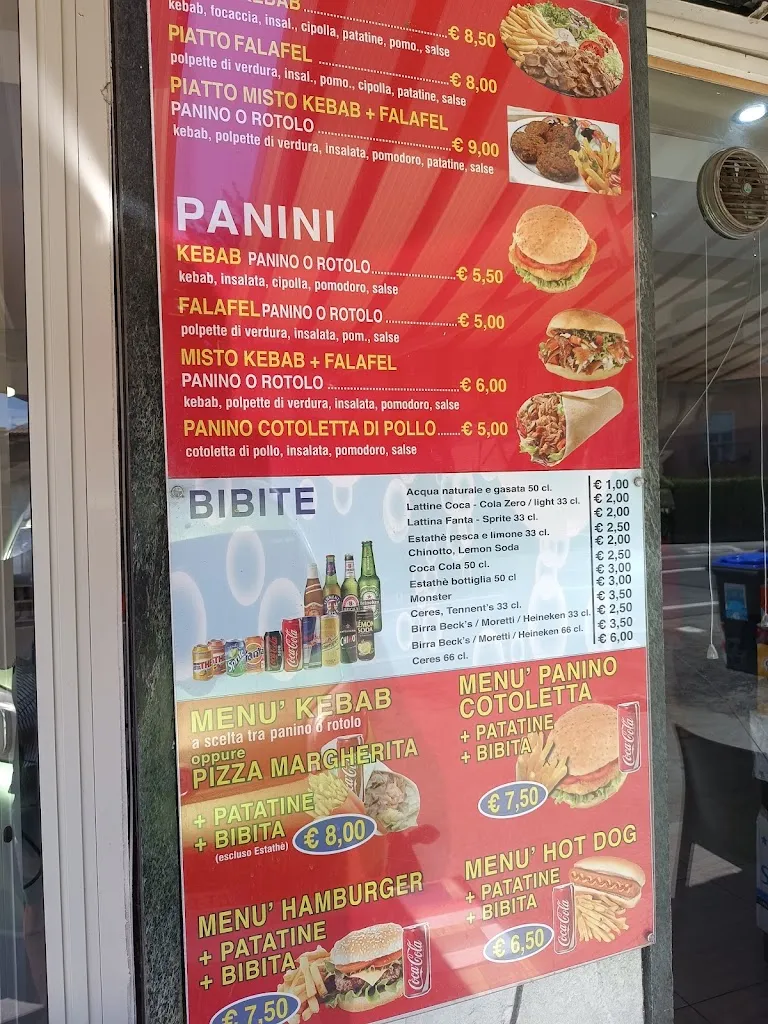 KEBAB
€ 8,50
kebab, focaccia, insal., cipolla, patatine, pomo., salse
PIATTO FALAFEL € 8,00
polpette di verdura, insal., pomo., cipolla, patatine, salse
PIATTO MISTO KEBAB + FALAFEL
PANINO O ROTOLO € 9,00
kebab, polpette di verdura, insalata, pomodoro, patatine, salse
PANINI
KEBAB PANINO O ROTOLO € 5,50
kebab, insalata, cipolla, pomodoro, salse
FALAFEL PANINO O ROTOLO € 5,00
polpette di verdura, insalata, pom., salse
MISTO KEBAB + FALAFEL
PANINO O ROTOLO € 6,00
kebab, polpette di verdura, insalata, pomodoro, salse
PANINO COTOLETTA DI POLLO € 5,00
cotoletta di pollo, insalata, pomodoro, salse
BIBITE
Acqua naturale e gasata 50 cl. € 1,00
Lattine Coca - Cola Zero / light 33 cl. € 2,00
Lattina Fanta - Sprite 33 cl. € 2,00
Estathé pesca e limone 33 cl. € 2,50
Chinotto, Lemon Soda € 2,00
Coca Cola 50 cl. € 2,50
Estathè bottiglia 50 cl € 3,00
Monster € 3,00
Ceres, Tennent's 33 cl. € 3,50
Birra Beck's / Moretti / Heineken 33 cl. € 2,50
Birra Beck's / Moretti / Heineken 66 cl. € 3,50
Ceres 66 cl. € 6,00
MENU' KEBAB
a scelta tra panino o rotolo
oppure
PIZZA MARGHERITA
+ PATATINE
+ BIBITA
(escluso Estathè)
€ 8,00
MENU' PANINO
COTOLETTA
+ PATATINE
+ BIBITA
Coca-Cola
€ 7,50
MENU' HAMBURGER
+ PATATINE
+ BIBITA
Coca-Cola
€ 7,50
MENU' HOT DOG
+ PATATINE
+ BIBITA
Coca-Cola
€ 6,50